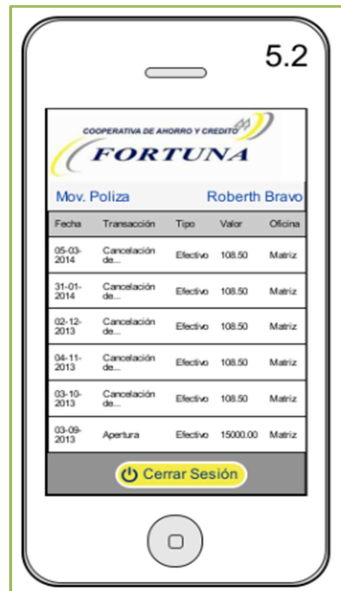 5.2
COOPERATIVA DE AHORRO Y CREDITO
FORTUNA
Mov. Poliza Roberth Bravo
Fecha Transacción Tipo Valor Oficina
05-03-
2014 Cancelación
de... Efectivo 108.50 Matriz
31-01-
2014 Cancelación
de... Efectivo 108.50 Matriz
02-12-
2013 Cancelación
de... Efectivo 108.50 Matriz
04-11-
2013 Cancelación
de... Efectivo 108.50 Matriz
03-10-
2013 Cancelación
de... Efectivo 108.50 Matriz
03-09-
2013 Apertura Efectivo 15000.00 Matriz
Cerrar Sesión